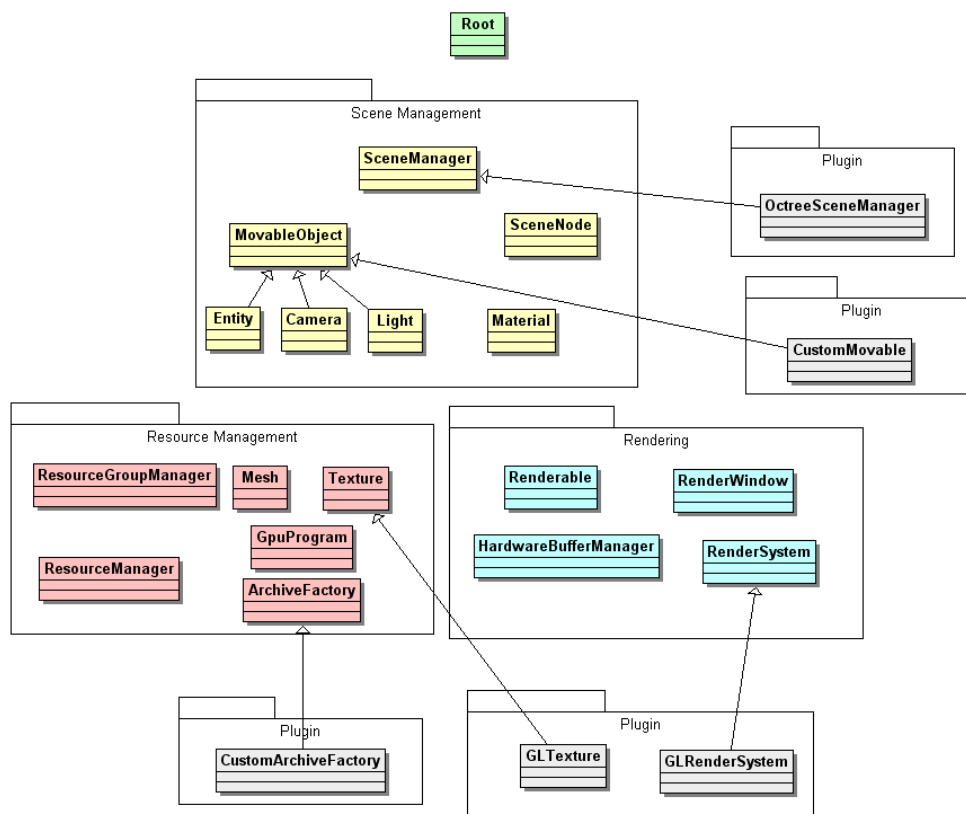 Root
Scene Management
SceneManager
Plugin
OctreeSceneManager
SceneNode
MovableObject
Plugin
Entity
Camera
Light
Material
CustomMovable
Resource Management
Rendering
ResourceGroupManager
Mesh
Texture
Renderable
RenderWindow
GpuProgram
HardwareBufferManager
RenderSystem
ResourceManager
ArchiveFactory
Plugin
Plugin
CustomArchiveFactory
GLTexture
GLRenderSystem